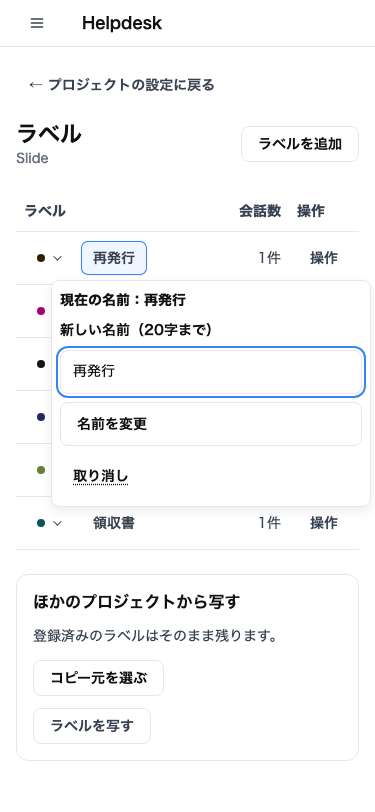 Helpdesk
← プロジェクトの設定に戻る
ラベル
Slide
ラベルを追加
ラベル 会話数 操作
再発行 1件 操作
現在の名前：再発行
新しい名前（20字まで）
再発行
名前を変更
取り消し
領収書 1件 操作
ほかのプロジェクトから写す
登録済みのラベルはそのまま残ります。
コピー元を選ぶ
ラベルを写す